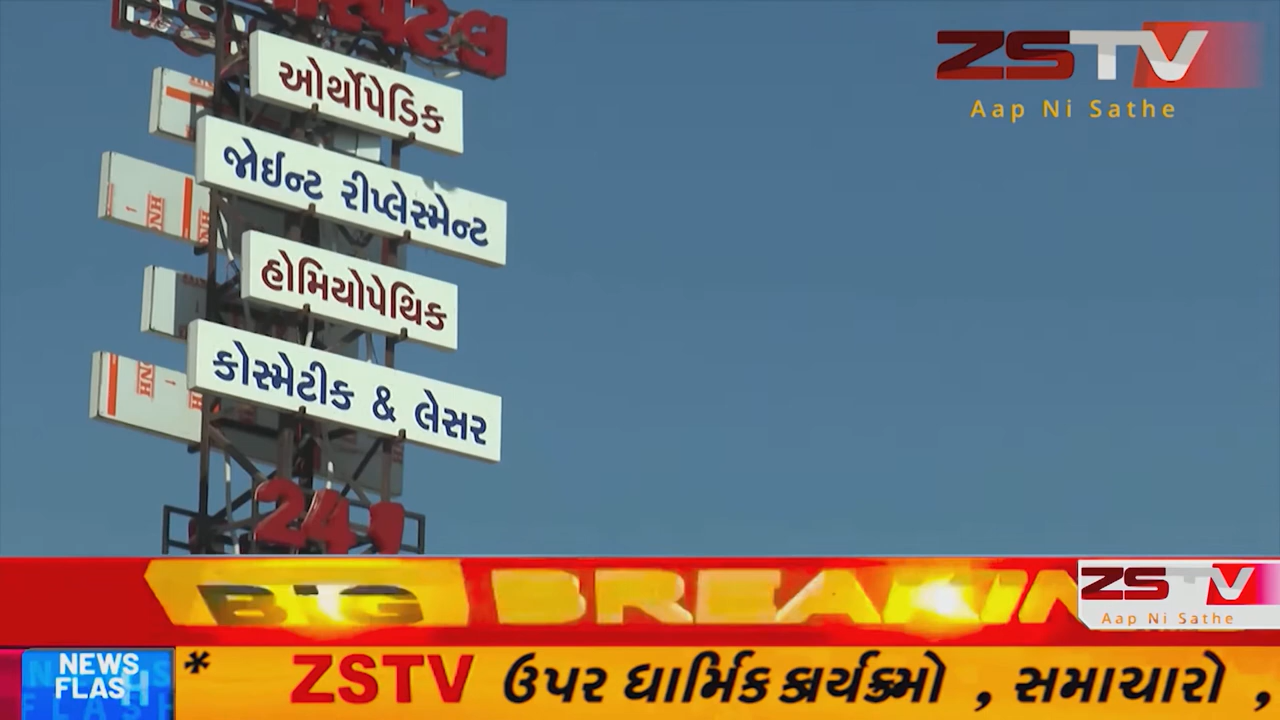 ZSTV
Aap Ni Sathe
ઓર્થોપેડિક
જોઈન્ટ રીપ્લેસ્મેન્ટ
હોમિયોપેથિક
કોસ્મેટીક & લેસર
24
BIG BREAKIN
ZSTV
Aap Ni Sathe
NEWS
FLASH
* ZSTV ઉપર ધાર્મિક કાર્યક્રમો , સમાચારો ,